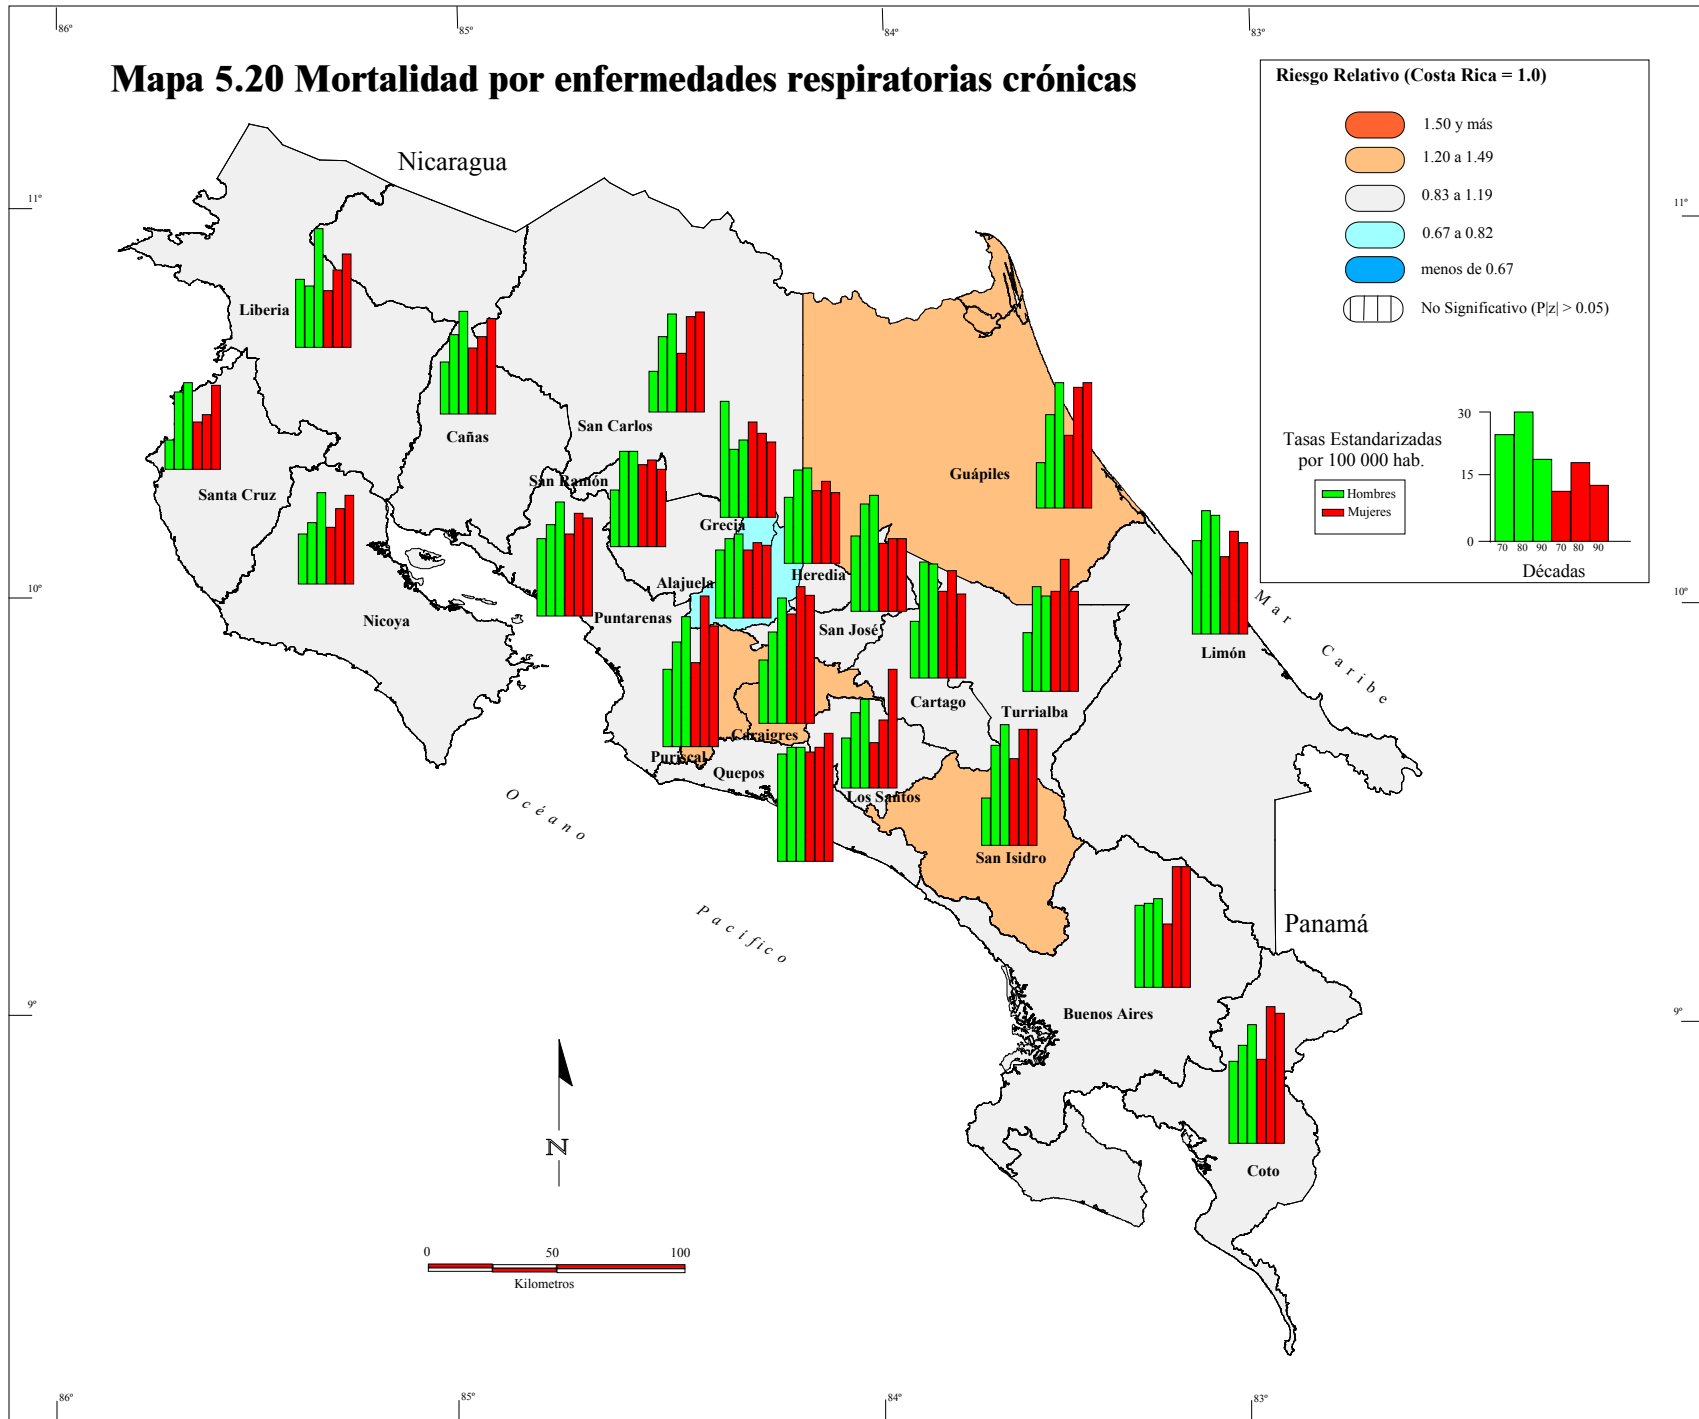 86°
85°
84°
83°
Mapa 5.20 Mortalidad por enfermedades respiratorias crónicas
Riesgo Relativo (Costa Rica = 1.0)
1.50 y más
1.20 a 1.49
0.83 a 1.19
0.67 a 0.82
menos de 0.67
No Significativo (P|z| > 0.05)
Tasas Estandarizadas
por 100 000 hab.
Hombres
Mujeres
30
15
0
70 80 90 70 80 90
Décadas
Nicaragua
11°
11°
Liberia
Cañas
San Carlos
Guápiles
Santa Cruz
San Ramón
Grecia
Nicoya
Puntarenas
Alajuela
Heredia
San José
10°
10°
Limón
Mar Caribe
Cartago
Turrialba
Caraigres
Puriscal
Quepos
Los Santos
San Isidro
Océano
Pacífico
Panamá
Buenos Aires
9°
9°
Coto
N
0 50 100
Kilometros
86°
85°
84°
83°